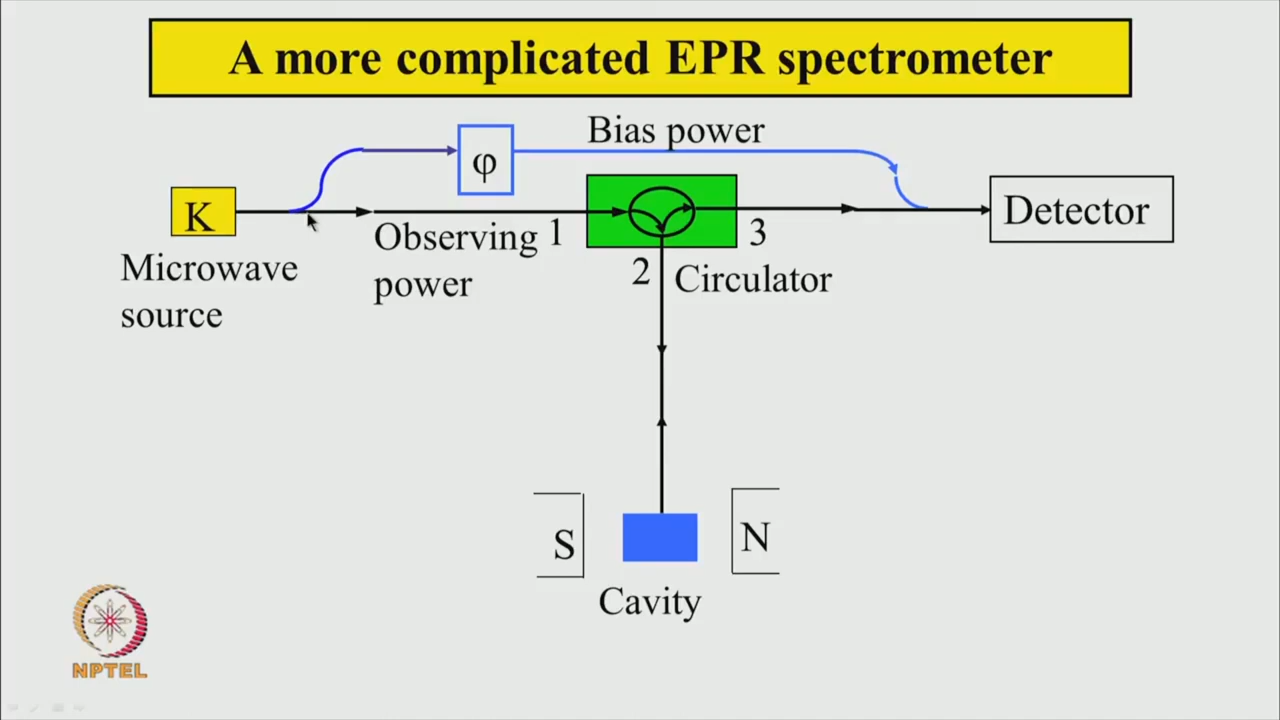 A more complicated EPR spectrometer
Bias power
φ
K
Observing
power
1
3
Detector
Microwave
source
2
Circulator
S
N
Cavity
NPTEL